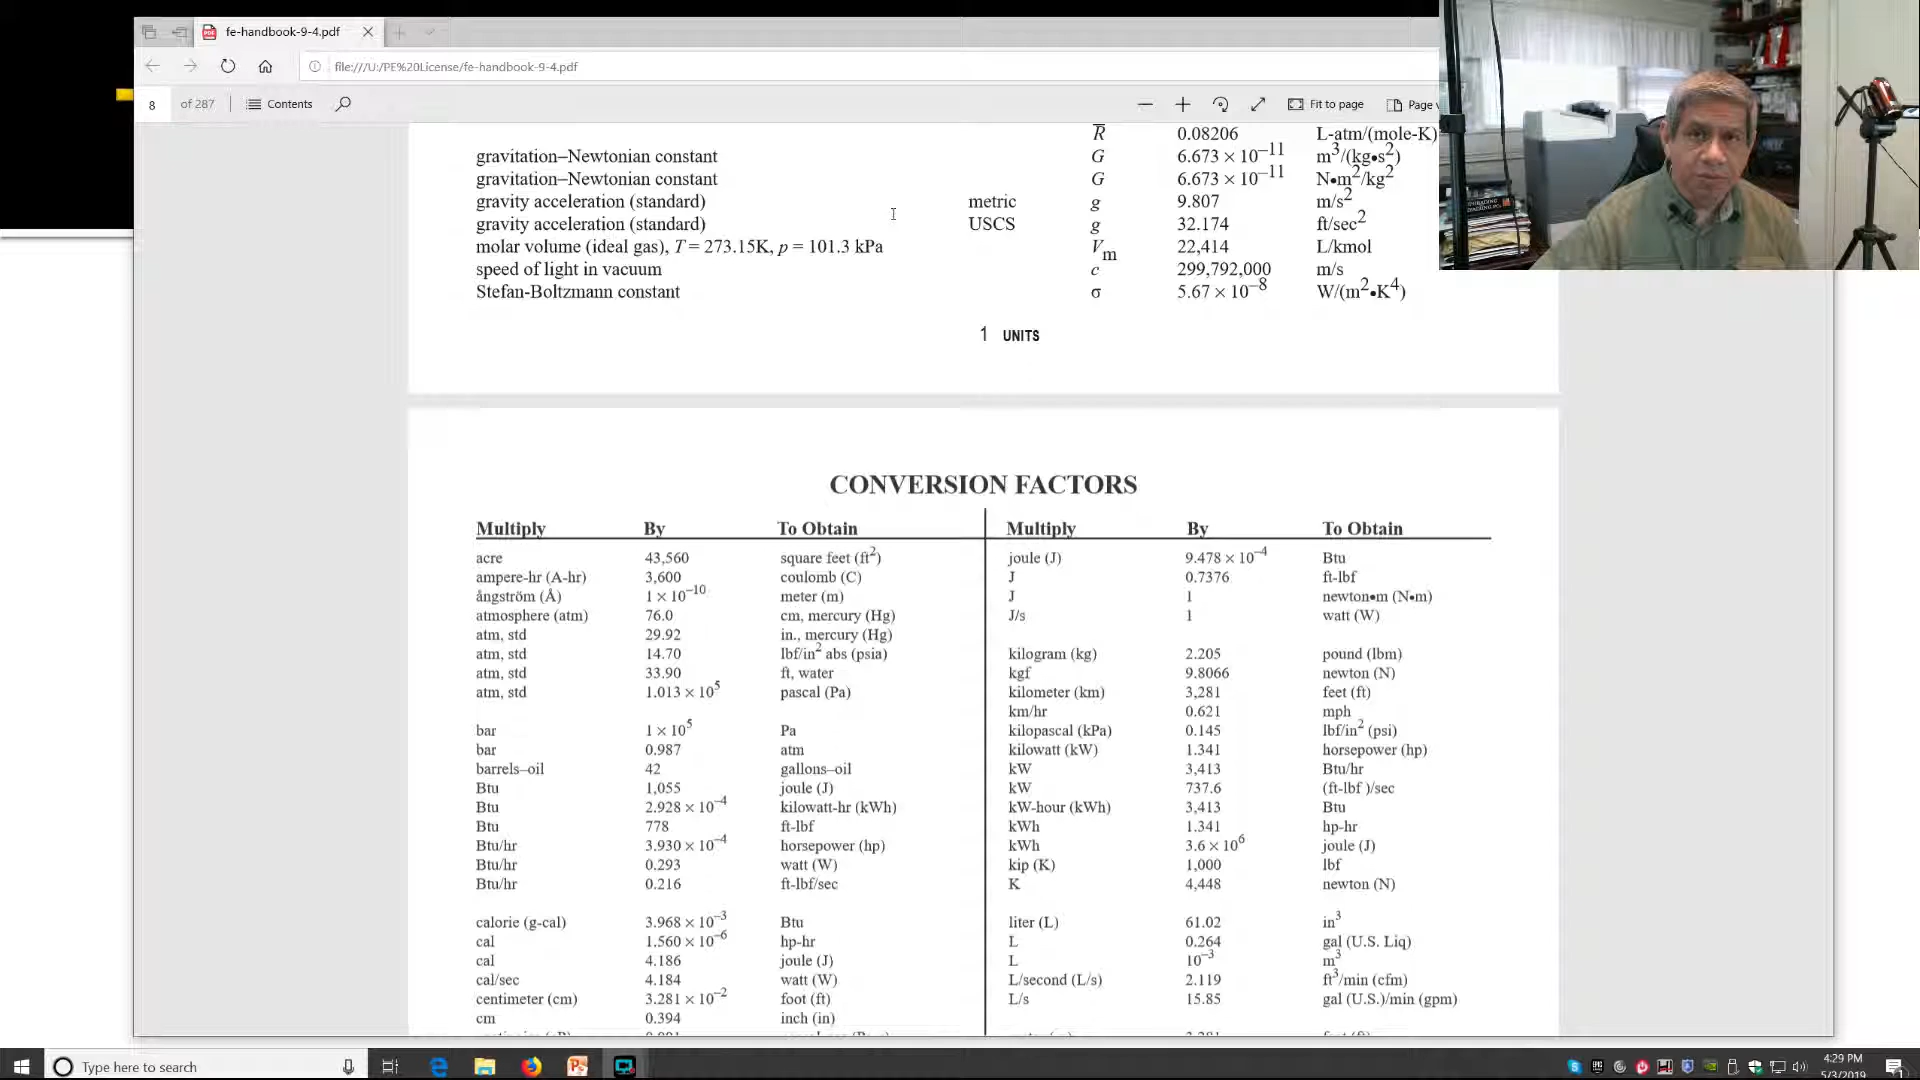 fe-handbook-9-4.pdf
file:///U:/PE%20License/fe-handbook-9-4.pdf
8 of 287 Contents Fit to page Page
R 0.08206 L-atm/(mole-K)
gravitation–Newtonian constant G 6.673 × 10⁻¹¹ m³/(kg•s²)
gravitation–Newtonian constant G 6.673 × 10⁻¹¹ N•m²/kg²
gravity acceleration (standard) metric g 9.807 m/s²
gravity acceleration (standard) USCS g 32.174 ft/sec²
molar volume (ideal gas), T = 273.15K, p = 101.3 kPa Vm 22,414 L/kmol
speed of light in vacuum c 299,792,000 m/s
Stefan-Boltzmann constant σ 5.67 × 10⁻⁸ W/(m²•K⁴)
1 UNITS
CONVERSION FACTORS
Multiply By To Obtain Multiply By To Obtain
acre 43,560 square feet (ft²) joule (J) 9.478 × 10⁻⁴ Btu
ampere-hr (A-hr) 3,600 coulomb (C) J 0.7376 ft-lbf
ångström (Å) 1 × 10⁻¹⁰ meter (m) J 1 newton•m (N•m)
atmosphere (atm) 76.0 cm, mercury (Hg) J/s 1 watt (W)
atm, std 29.92 in., mercury (Hg)
atm, std 14.70 lbf/in² abs (psia) kilogram (kg) 2.205 pound (lbm)
atm, std 33.90 ft, water kgf 9.8066 newton (N)
atm, std 1.013 × 10⁵ pascal (Pa) kilometer (km) 3,281 feet (ft)
km/hr 0.621 mph
bar 1 × 10⁵ Pa kilopascal (kPa) 0.145 lbf/in² (psi)
bar 0.987 atm kilowatt (kW) 1.341 horsepower (hp)
barrels–oil 42 gallons–oil kW 3,413 Btu/hr
Btu 1,055 joule (J) kW 737.6 (ft-lbf )/sec
Btu 2.928 × 10⁻⁴ kilowatt-hr (kWh) kW-hour (kWh) 3,413 Btu
Btu 778 ft-lbf kWh 1.341 hp-hr
Btu/hr 3.930 × 10⁻⁴ horsepower (hp) kWh 3.6 × 10⁶ joule (J)
Btu/hr 0.293 watt (W) kip (K) 1,000 lbf
Btu/hr 0.216 ft-lbf/sec K 4,448 newton (N)
calorie (g-cal) 3.968 × 10⁻³ Btu liter (L) 61.02 in³
cal 1.560 × 10⁻⁶ hp-hr L 0.264 gal (U.S. Liq)
cal 4.186 joule (J) L 10⁻³ m³
cal/sec 4.184 watt (W) L/second (L/s) 2.119 ft³/min (cfm)
centimeter (cm) 3.281 × 10⁻² foot (ft) L/s 15.85 gal (U.S.)/min (gpm)
cm 0.394 inch (in)
Type here to search
4:29 PM
5/3/2019